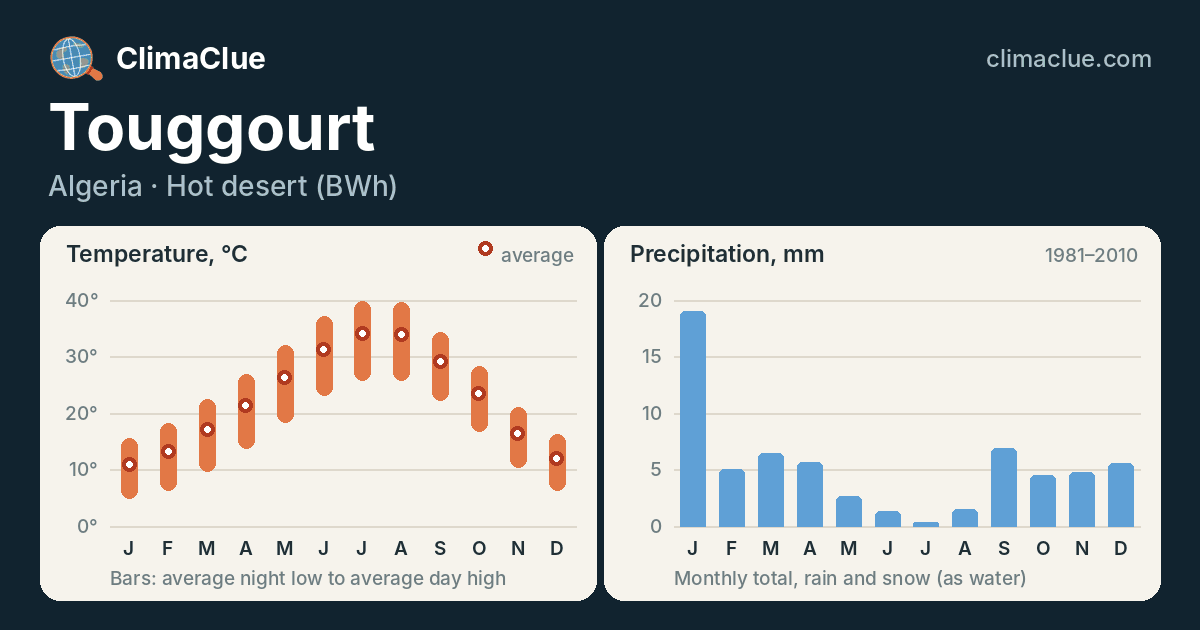 ClimaClue
climaclue.com
Touggourt
Algeria · Hot desert (BWh)
Temperature, °C
average
40°
30°
20°
10°
0°
J F M A M J J A S O N D
Bars: average night low to average day high
Precipitation, mm
1981–2010
20
15
10
5
0
J F M A M J J A S O N D
Monthly total, rain and snow (as water)